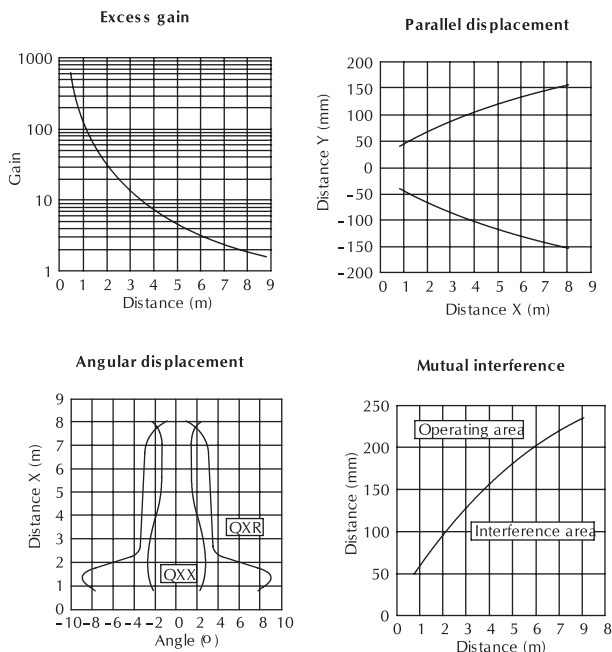 Excess gain
1000
100
10
1
Gain
0 1 2 3 4 5 6 7 8 9
Distance (m)
Parallel displacement
200
150
100
50
0
-50
-100
-150
-200
Distance Y (mm)
0 1 2 3 4 5 6 7 8 9
Distance X (m)
Angular displacement
9
8
7
6
5
4
3
2
1
0
Distance X (m)
QXR
QXX
-10 -8 -6 -4 -2 0 2 4 6 8 10
Angle (º)
Mutual interference
250
200
150
100
50
0
Distance (mm)
Operating area
Interference area
0 1 2 3 4 5 6 7 9 8
Distance (m)